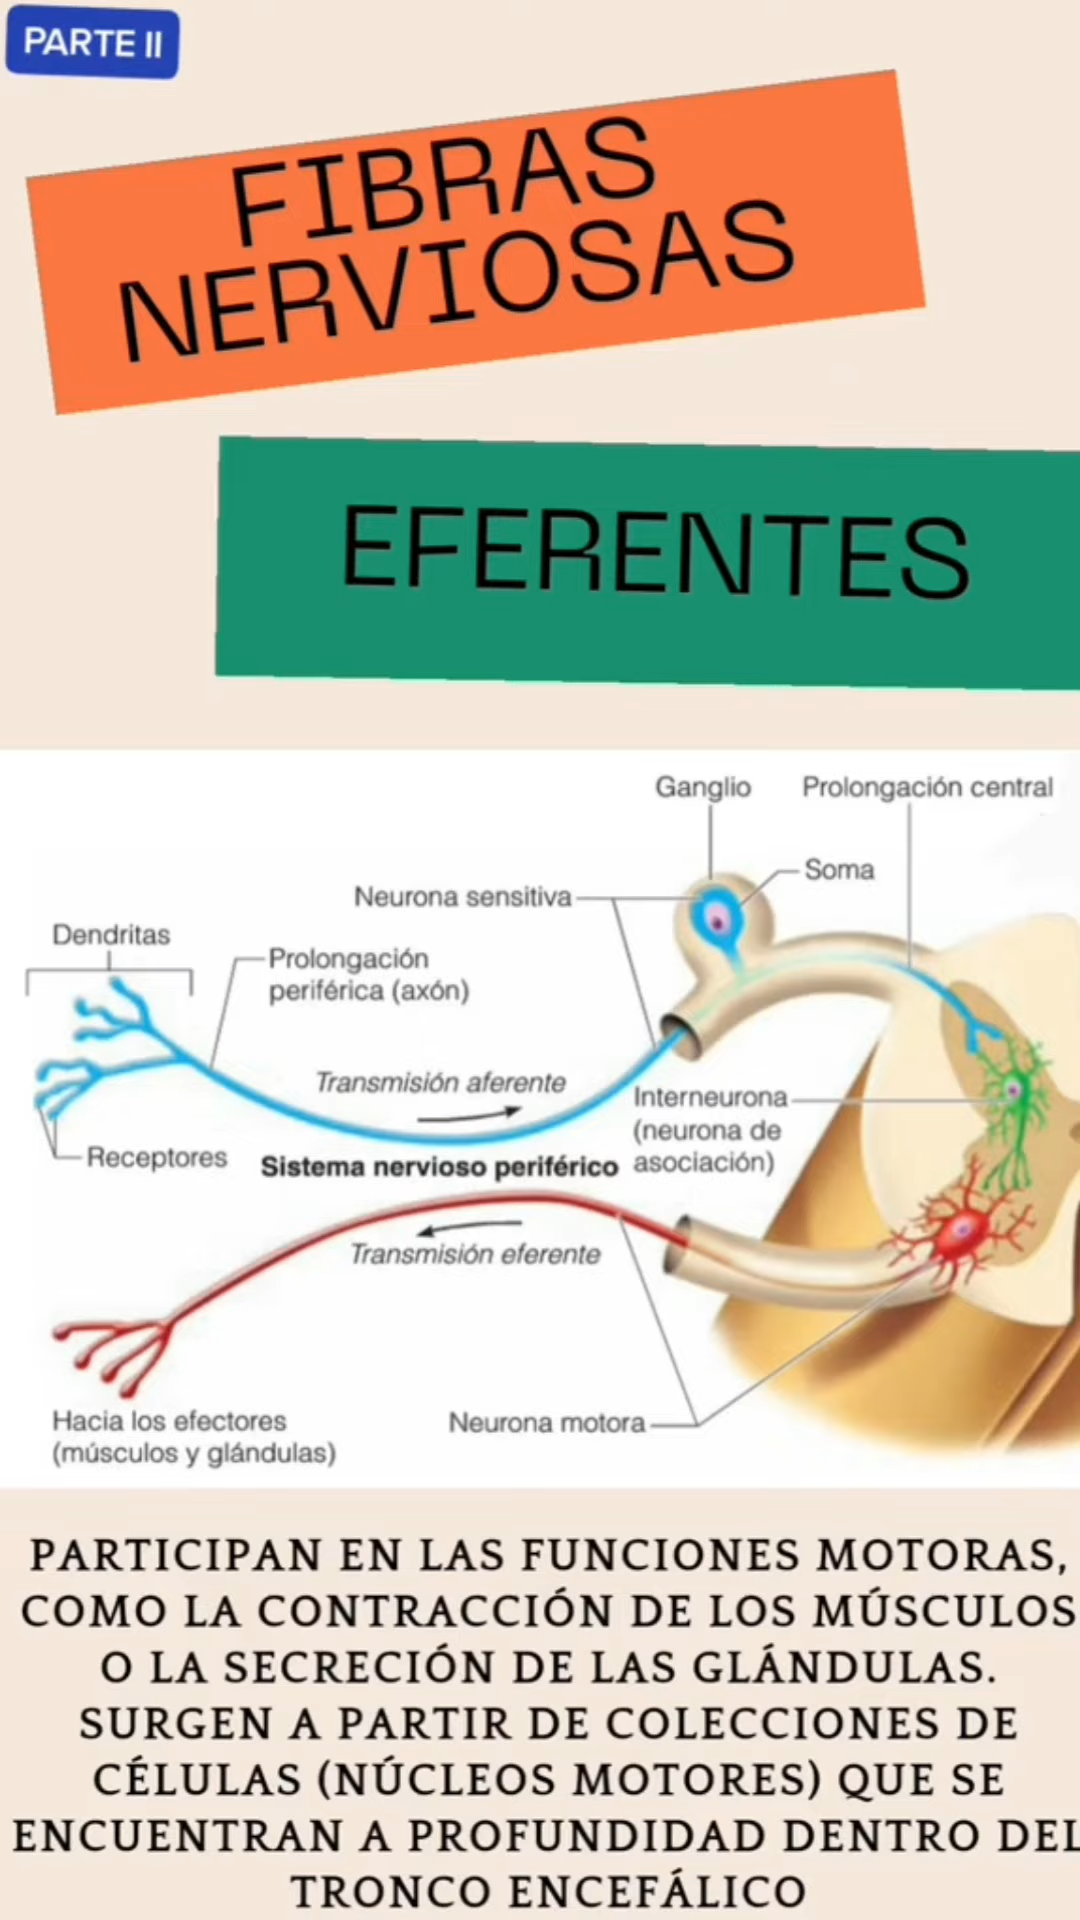 PARTE II
FIBRAS
NERVIOSAS
EFERENTES
Ganglio
Prolongación central
Soma
Neurona sensitiva
Dendritas
Prolongación
periférica (axón)
Transmisión aferente
Interneurona
(neurona de
asociación)
Receptores
Sistema nervioso periférico
Transmisión eferente
Hacia los efectores
(músculos y glándulas)
Neurona motora
PARTICIPAN EN LAS FUNCIONES MOTORAS,
COMO LA CONTRACCIÓN DE LOS MÚSCULOS
O LA SECRECIÓN DE LAS GLÁNDULAS.
SURGEN A PARTIR DE COLECCIONES DE
CÉLULAS (NÚCLEOS MOTORES) QUE SE
ENCUENTRAN A PROFUNDIDAD DENTRO DEL
TRONCO ENCEFÁLICO